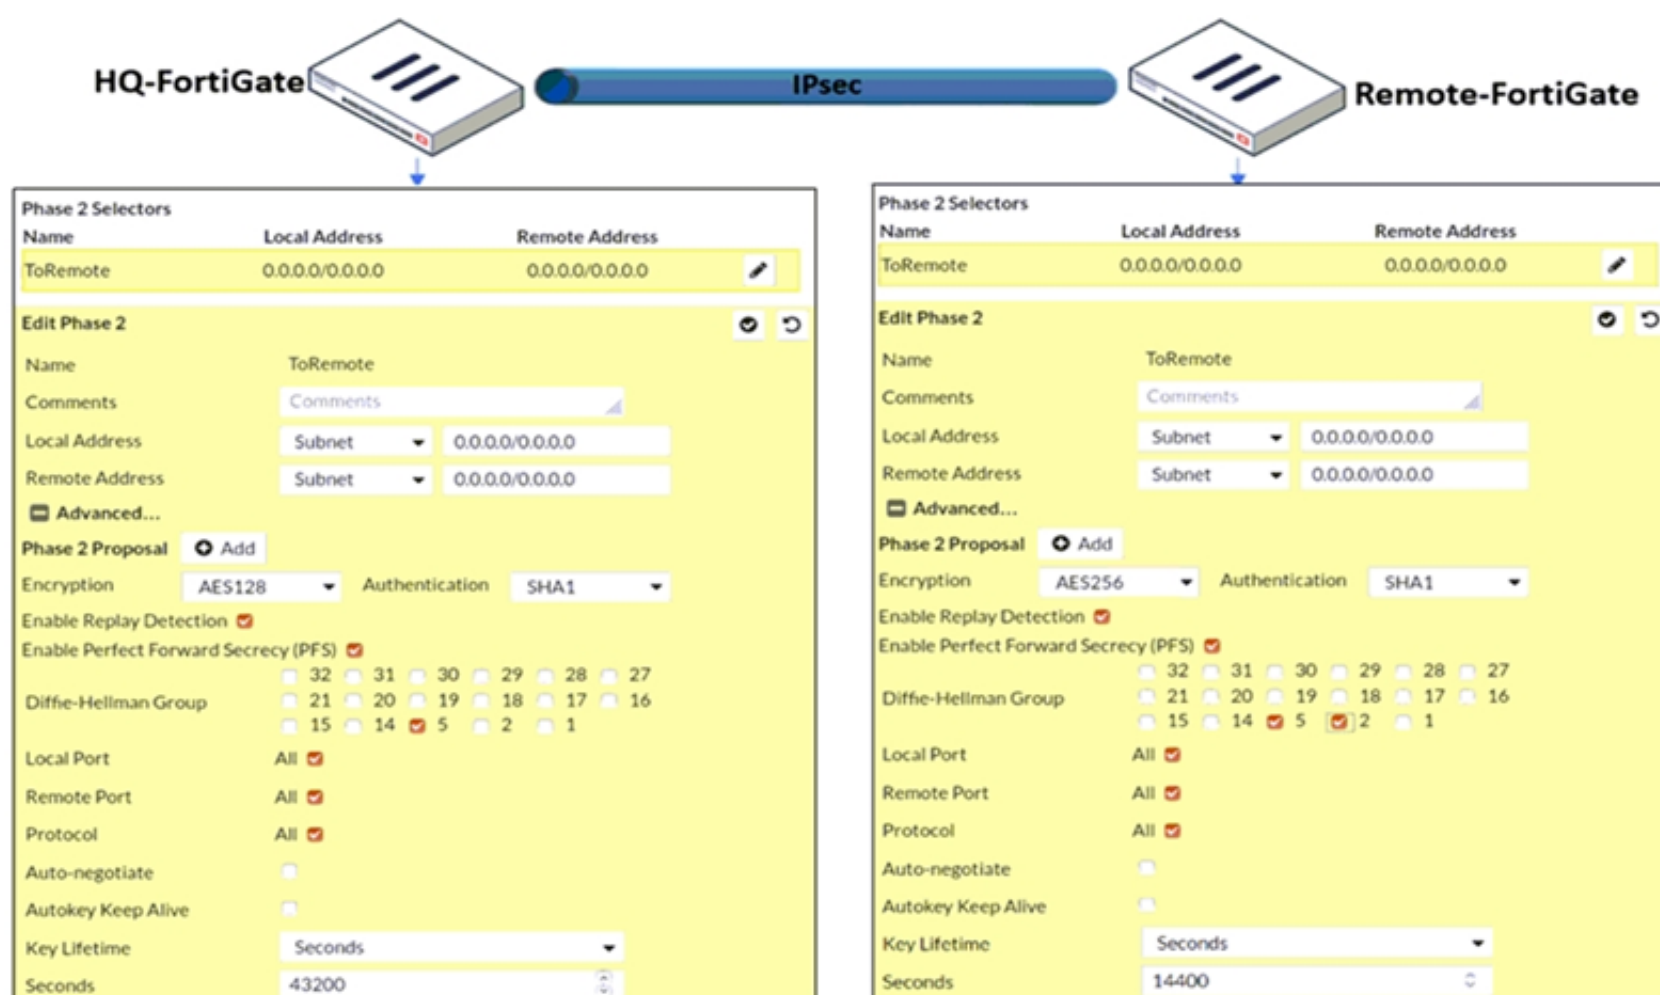 HQ-FortiGate
IPsec
Remote-FortiGate
Phase 2 Selectors
Name Local Address Remote Address
ToRemote 0.0.0.0/0.0.0.0 0.0.0.0/0.0.0.0
Edit Phase 2
Name ToRemote
Comments Comments
Local Address Subnet 0.0.0.0/0.0.0.0
Remote Address Subnet 0.0.0.0/0.0.0.0
Advanced...
Phase 2 Proposal Add
Encryption AES128 Authentication SHA1
Enable Replay Detection
Enable Perfect Forward Secrecy (PFS)
32 31 30 29 28 27
Diffie-Hellman Group 21 20 19 18 17 16
15 14 5 2 1
Local Port All
Remote Port All
Protocol All
Auto-negotiate
Autokey Keep Alive
Key Lifetime Seconds
Seconds 43200
Phase 2 Selectors
Name Local Address Remote Address
ToRemote 0.0.0.0/0.0.0.0 0.0.0.0/0.0.0.0
Edit Phase 2
Name ToRemote
Comments Comments
Local Address Subnet 0.0.0.0/0.0.0.0
Remote Address Subnet 0.0.0.0/0.0.0.0
Advanced...
Phase 2 Proposal Add
Encryption AES256 Authentication SHA1
Enable Replay Detection
Enable Perfect Forward Secrecy (PFS)
32 31 30 29 28 27
Diffie-Hellman Group 21 20 19 18 17 16
15 14 5 2 1
Local Port All
Remote Port All
Protocol All
Auto-negotiate
Autokey Keep Alive
Key Lifetime Seconds
Seconds 14400